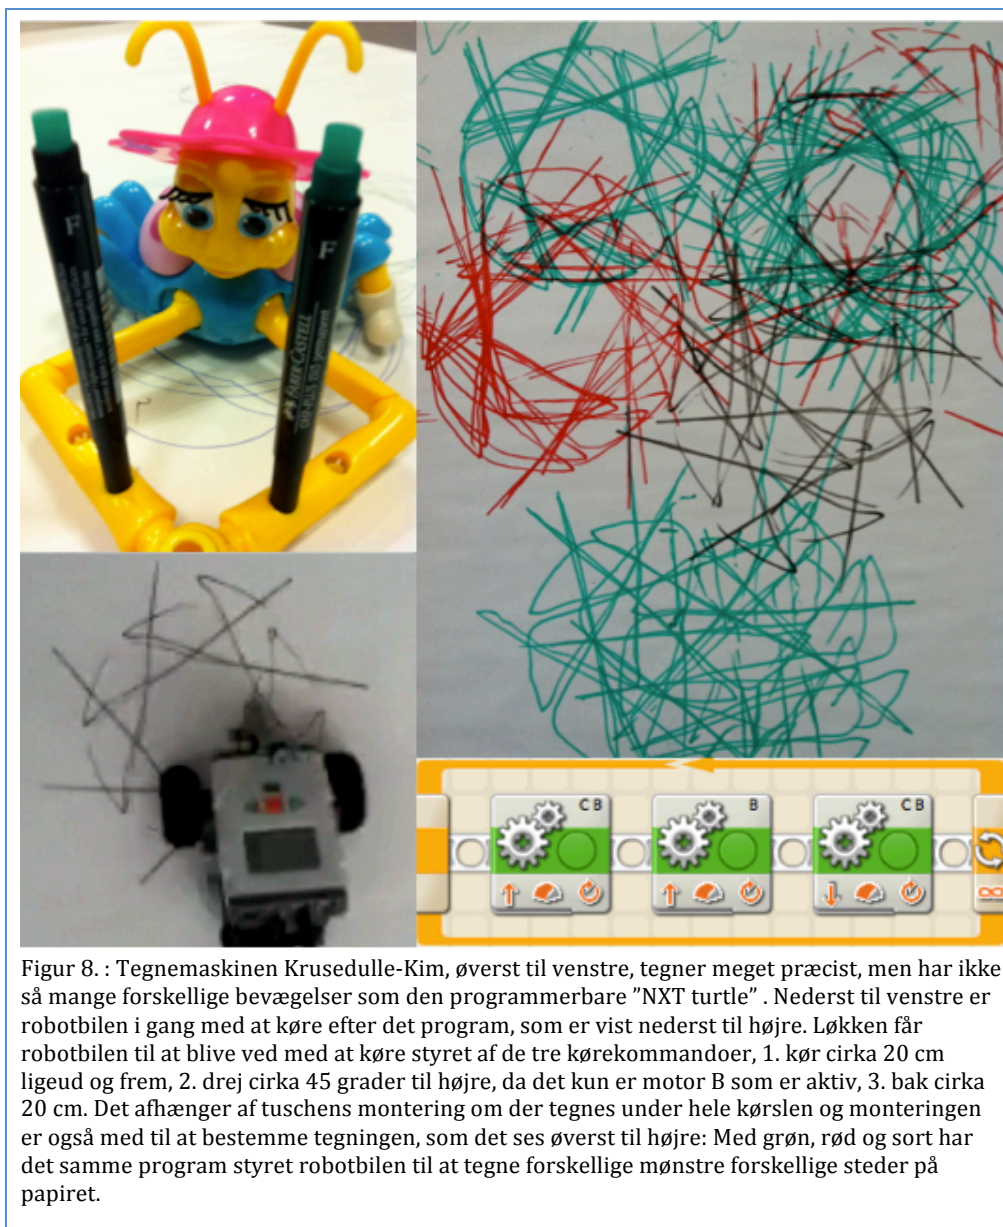 F
F
FABER-CASTELL
C B
B
C B
Figur 8. : Tegnemaskinen Krusedulle-Kim, øverst til venstre, tegner meget præcist, men har ikke
så mange forskellige bevægelser som den programmerbare ”NXT turtle” . Nederst til venstre er
robotbilen i gang med at køre efter det program, som er vist nederst til højre. Løkken får
robotbilen til at blive ved med at køre styret af de tre kørekommandoer, 1. kør cirka 20 cm
ligeud og frem, 2. drej cirka 45 grader til højre, da det kun er motor B som er aktiv, 3. bak cirka
20 cm. Det afhænger af tuschens montering om der tegnes under hele kørslen og monteringen
er også med til at bestemme tegningen, som det ses øverst til højre: Med grøn, rød og sort har
det samme program styret robotbilen til at tegne forskellige mønstre forskellige steder på
papiret.